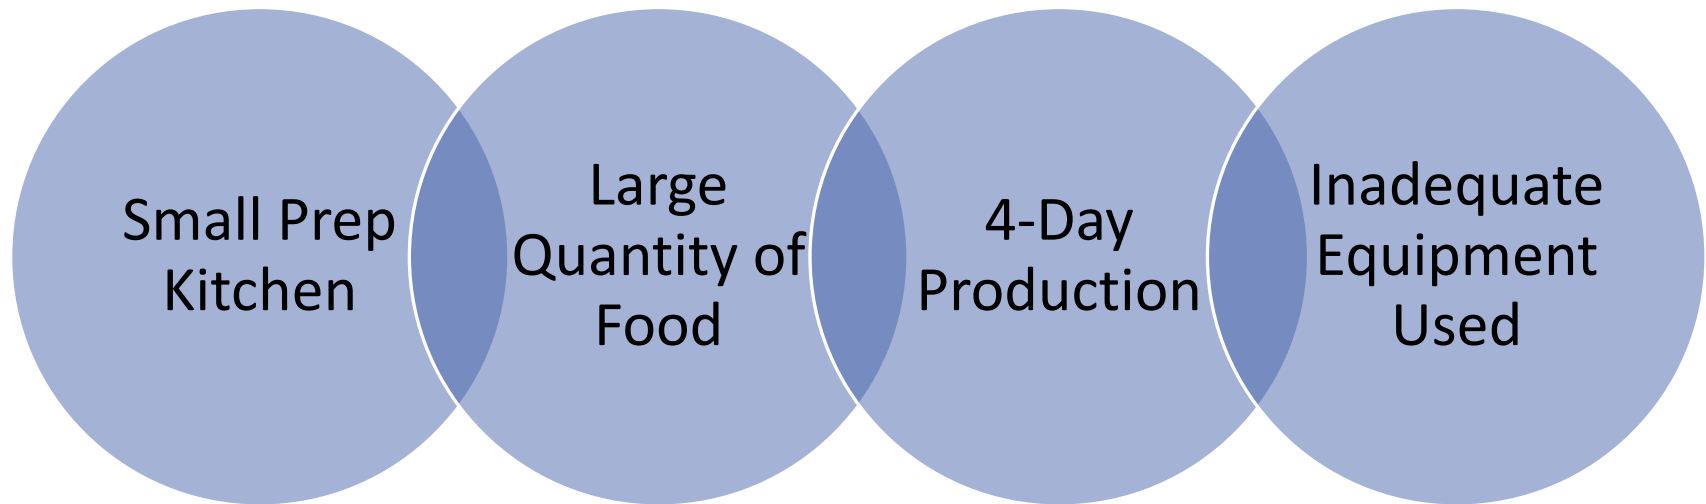 Small Prep
Kitchen
Large
Quantity of
Food
4-Day
Production
Inadequate
Equipment
Used